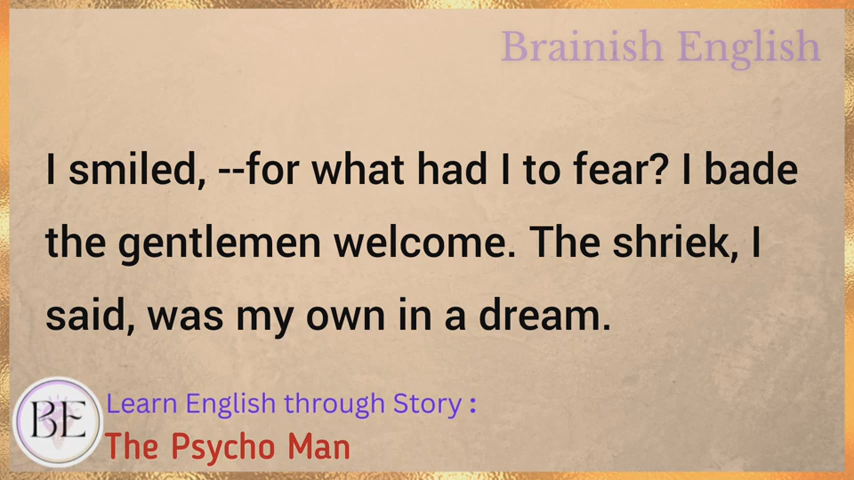 Brainish English
I smiled, --for what had I to fear? I bade
the gentlemen welcome. The shriek, I
said, was my own in a dream.
BE
Learn English through Story :
The Psycho Man